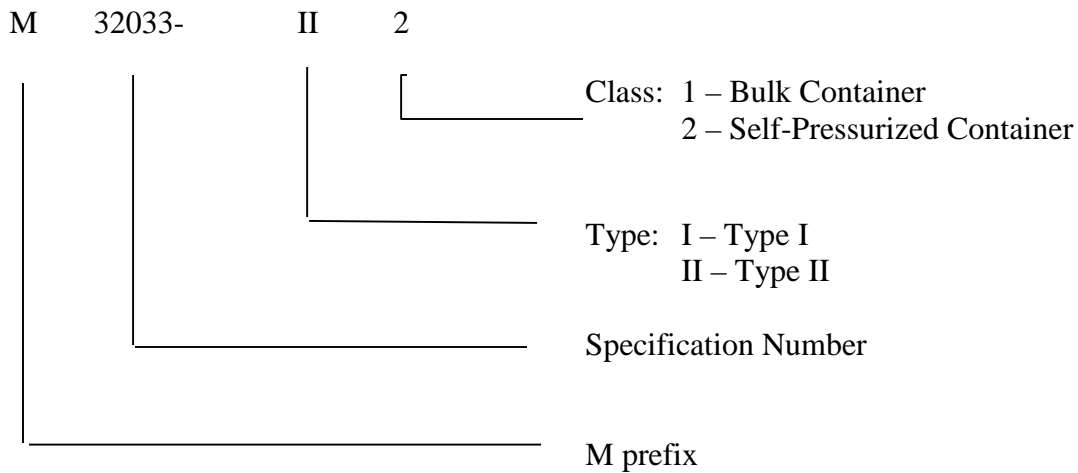 M 32033- II 2
Class: 1 – Bulk Container
2 – Self-Pressurized Container
Type: I – Type I
II – Type II
Specification Number
M prefix